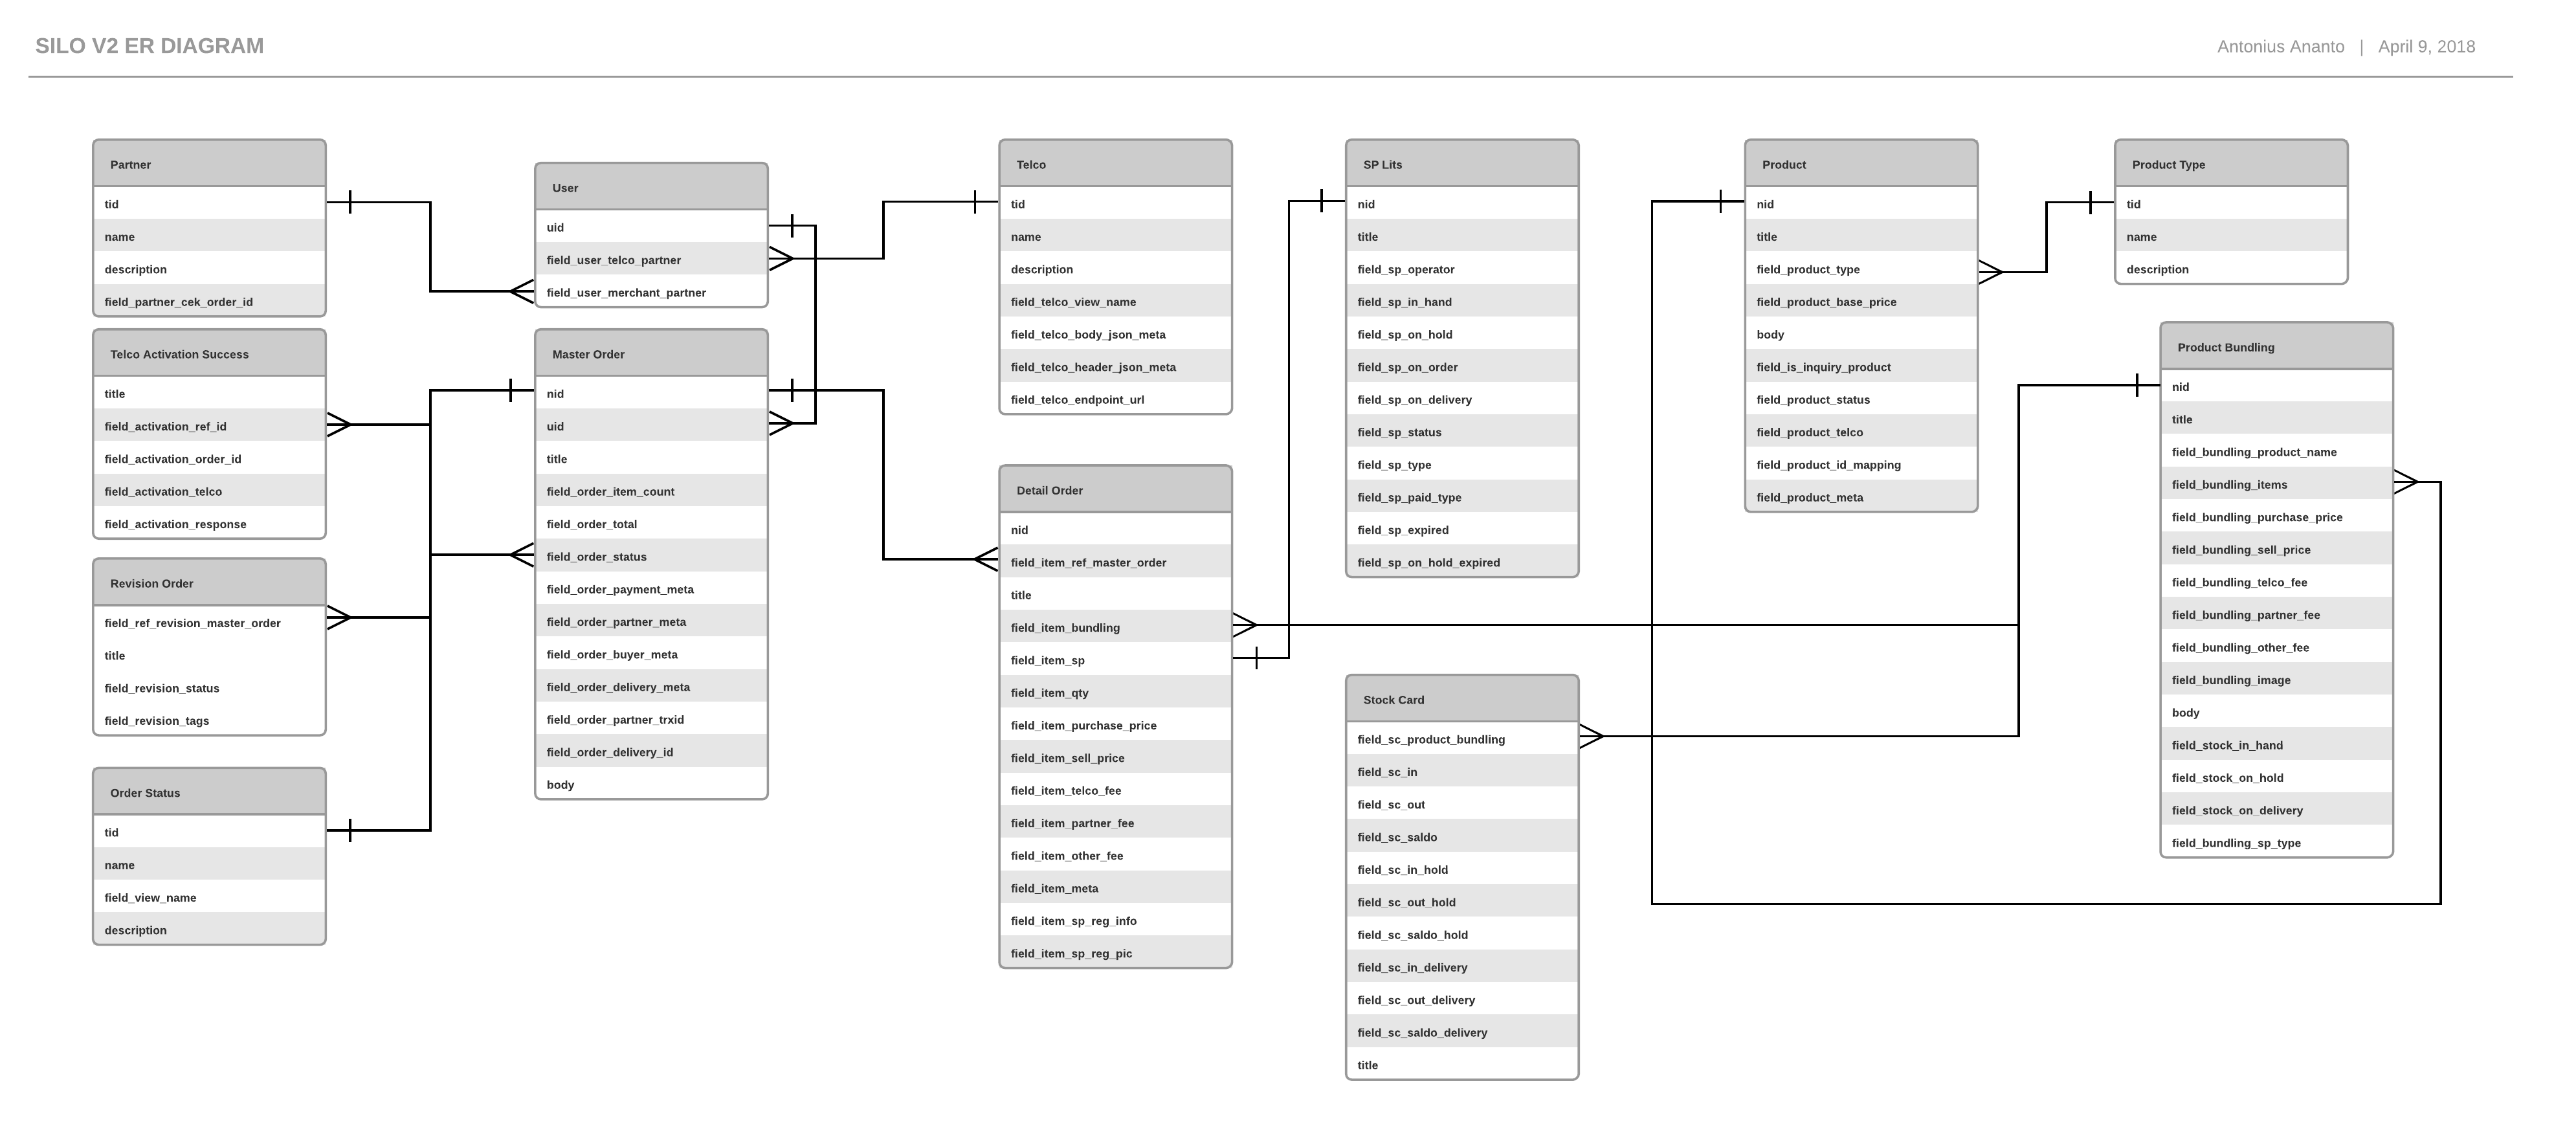 SILO V2 ER DIAGRAM
Antonius Ananto | April 9, 2018
Partner
tid
name
description
field_partner_cek_order_id
Telco Activation Success
title
field_activation_ref_id
field_activation_order_id
field_activation_telco
field_activation_response
Revision Order
field_ref_revision_master_order
title
field_revision_status
field_revision_tags
Order Status
tid
name
field_view_name
description
User
uid
field_user_telco_partner
field_user_merchant_partner
Master Order
nid
uid
title
field_order_item_count
field_order_total
field_order_status
field_order_payment_meta
field_order_partner_meta
field_order_buyer_meta
field_order_delivery_meta
field_order_partner_trxid
field_order_delivery_id
body
Telco
tid
name
description
field_telco_view_name
field_telco_body_json_meta
field_telco_header_json_meta
field_telco_endpoint_url
Detail Order
nid
field_item_ref_master_order
title
field_item_bundling
field_item_sp
field_item_qty
field_item_purchase_price
field_item_sell_price
field_item_telco_fee
field_item_partner_fee
field_item_other_fee
field_item_meta
field_item_sp_reg_info
field_item_sp_reg_pic
SP Lits
nid
title
field_sp_operator
field_sp_in_hand
field_sp_on_hold
field_sp_on_order
field_sp_on_delivery
field_sp_status
field_sp_type
field_sp_paid_type
field_sp_expired
field_sp_on_hold_expired
Stock Card
field_sc_product_bundling
field_sc_in
field_sc_out
field_sc_saldo
field_sc_in_hold
field_sc_out_hold
field_sc_saldo_hold
field_sc_in_delivery
field_sc_out_delivery
field_sc_saldo_delivery
title
Product
nid
title
field_product_type
field_product_base_price
body
field_is_inquiry_product
field_product_status
field_product_telco
field_product_id_mapping
field_product_meta
Product Type
tid
name
description
Product Bundling
nid
title
field_bundling_product_name
field_bundling_items
field_bundling_purchase_price
field_bundling_sell_price
field_bundling_telco_fee
field_bundling_partner_fee
field_bundling_other_fee
field_bundling_image
body
field_stock_in_hand
field_stock_on_hold
field_stock_on_delivery
field_bundling_sp_type